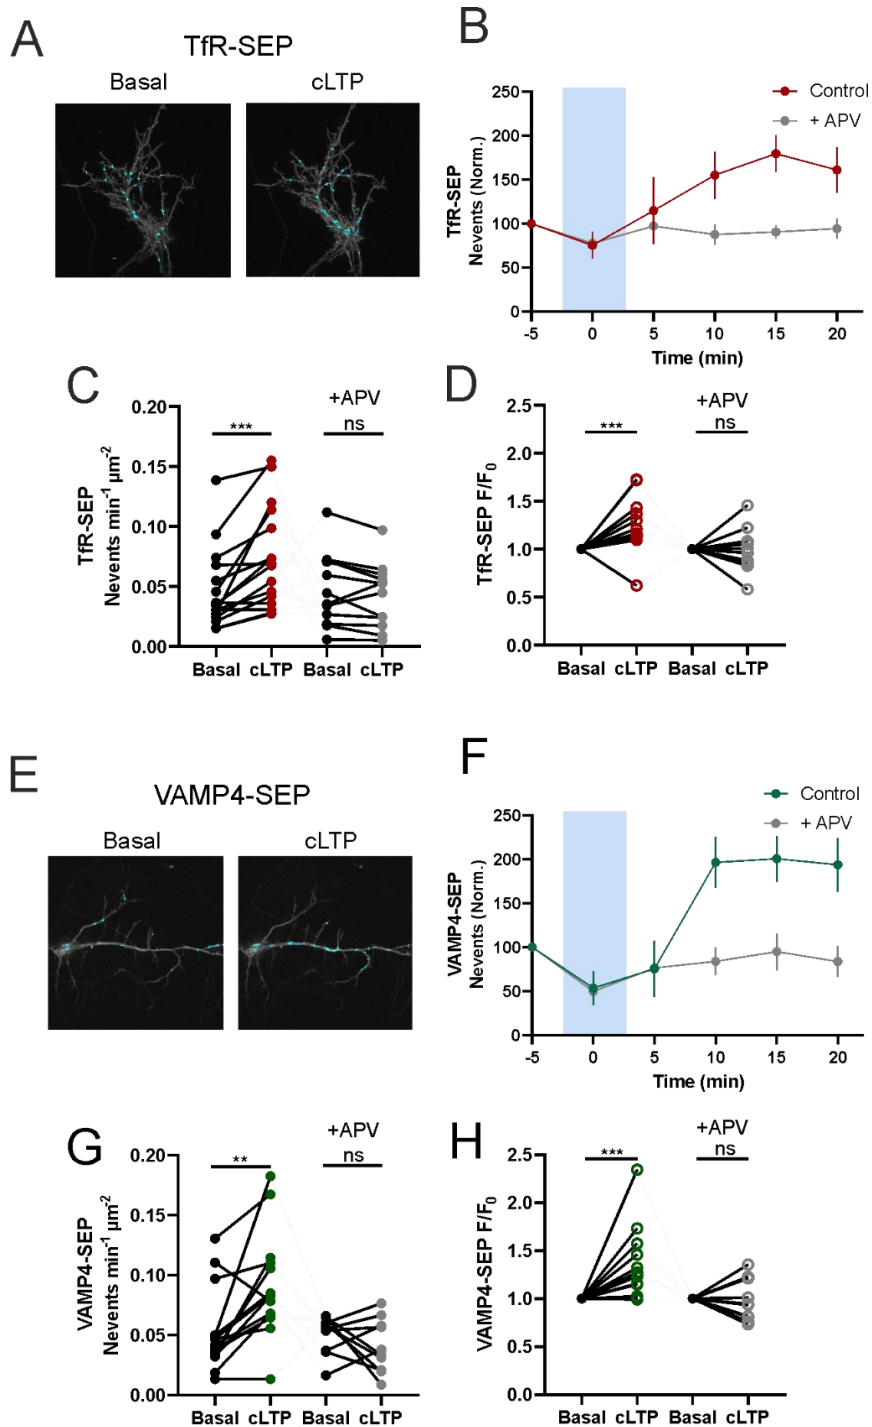 A
TfR-SEP
Basal
cLTP
B
TfR-SEP
Nevents (Norm.)
250
200
150
100
50
0
-5
0
5
10
15
20
Time (min)
Control
+ APV
C
TfR-SEP
Nevents min⁻¹ µm⁻²
0.20
0.15
0.10
0.05
0.00
***
+APV
ns
Basal cLTP Basal cLTP
D
TfR-SEP F/F₀
2.5
2.0
1.5
1.0
0.5
0.0
***
+APV
ns
Basal cLTP Basal cLTP
E
VAMP4-SEP
Basal
cLTP
F
VAMP4-SEP
Nevents (Norm.)
250
200
150
100
50
0
-5
0
5
10
15
20
Time (min)
Control
+ APV
G
VAMP4-SEP
Nevents min⁻¹ µm⁻²
0.20
0.15
0.10
0.05
0.00
**
+APV
ns
Basal cLTP Basal cLTP
H
VAMP4-SEP F/F₀
2.5
2.0
1.5
1.0
0.5
0.0
***
+APV
ns
Basal cLTP Basal cLTP